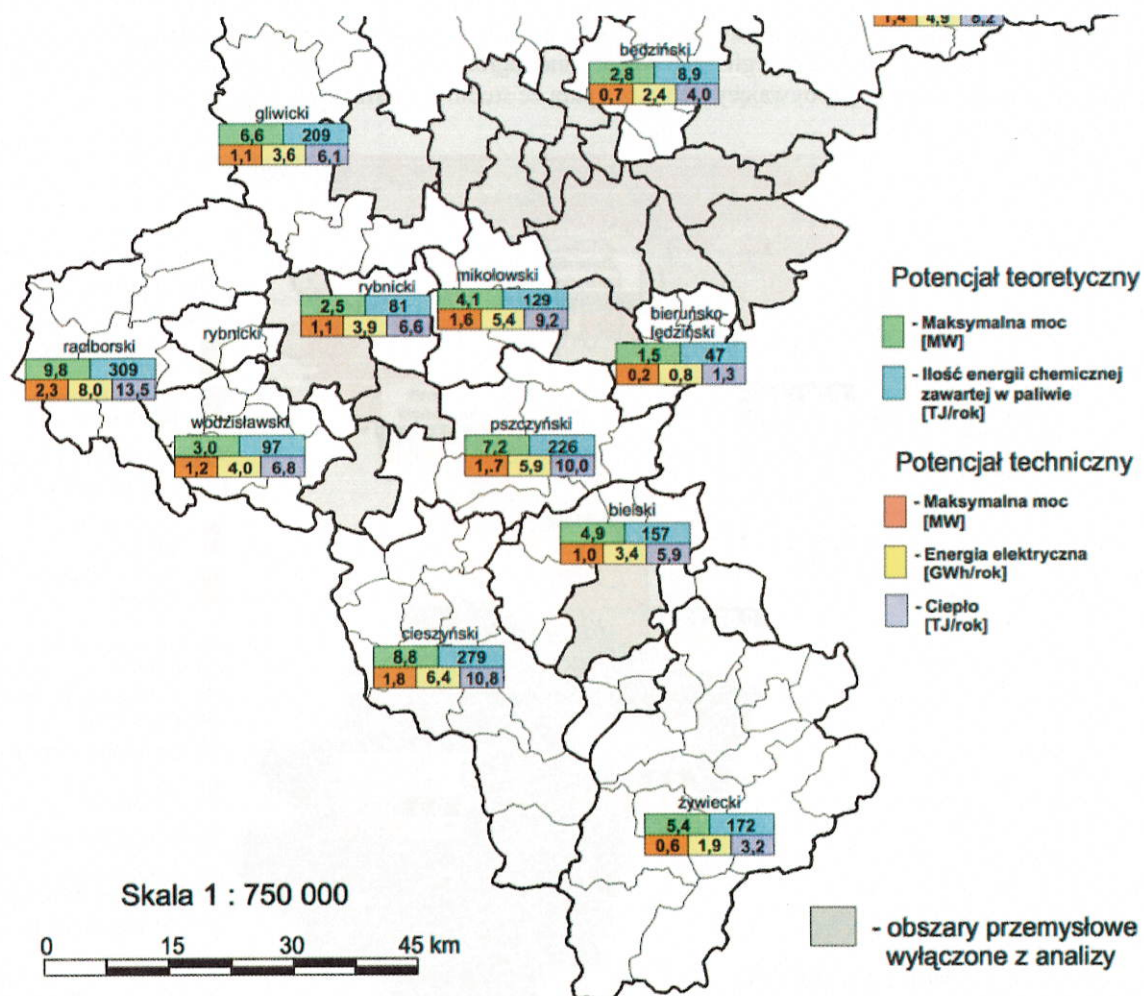 1,4 4,9 8,2
będziński
2,8 8,9
0,7 2,4 4,0
gliwicki
6,6 209
1,1 3,6 6,1
rybnicki
2,5 81
1,1 3,9 6,6
mikołowski
4,1 129
1,6 5,4 9,2
bieruńsko-
lędziński
1,5 47
0,2 0,8 1,3
rybnicki
raciborski
9,8 309
2,3 8,0 13,5
wodzisławski
3,0 97
1,2 4,0 6,8
pszczyński
7,2 226
1,.7 5,9 10,0
bielski
4,9 157
1,0 3,4 5,9
cieszyński
8,8 279
1,8 6,4 10,8
żywiecki
5,4 172
0,6 1,9 3,2
Potencjał teoretyczny
- Maksymalna moc
[MW]
- Ilość energii chemicznej
zawartej w paliwie
[TJ/rok]
Potencjał techniczny
- Maksymalna moc
[MW]
- Energia elektryczna
[GWh/rok]
- Ciepło
[TJ/rok]
Skala 1 : 750 000
0 15 30 45 km
- obszary przemysłowe
wyłączone z analizy